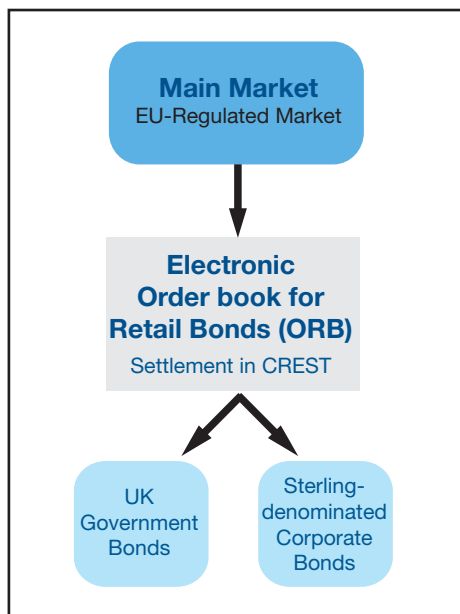 Main Market
EU-Regulated Market
Electronic
Order book for
Retail Bonds (ORB)
Settlement in CREST
UK
Government
Bonds
Sterling-
denominated
Corporate
Bonds